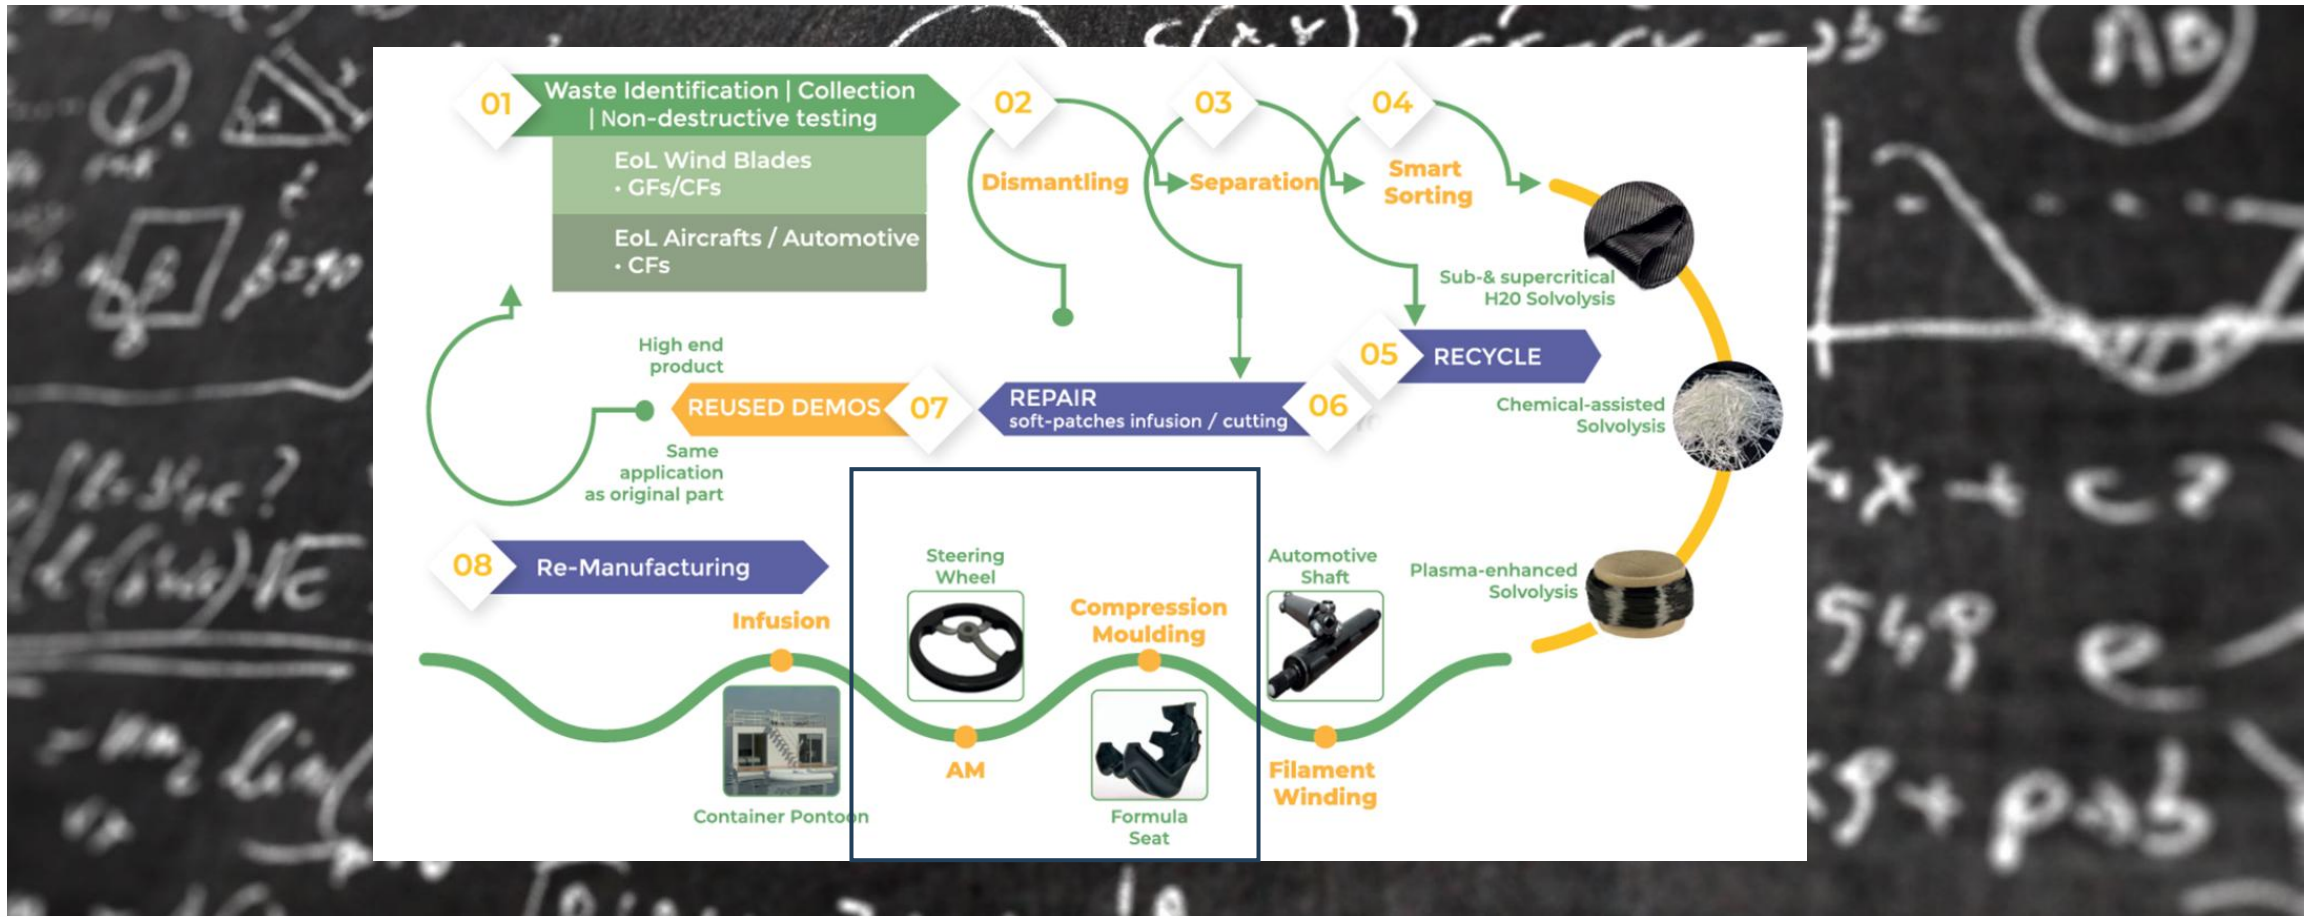 01
Waste Identification | Collection
| Non-destructive testing
EoL Wind Blades
• GFs/CFs
EoL Aircrafts / Automotive
• CFs
02
Dismantling
03
Separation
04
Smart
Sorting
Sub-& supercritical
H20 Solvolysis
05
RECYCLE
Chemical-assisted
Solvolysis
Plasma-enhanced
Solvolysis
06
REPAIR
soft-patches infusion / cutting
07
REUSED DEMOS
High end
product
Same
application
as original part
08
Re-Manufacturing
Infusion
Container Pontoon
Steering
Wheel
AM
Compression
Moulding
Formula
Seat
Automotive
Shaft
Filament
Winding